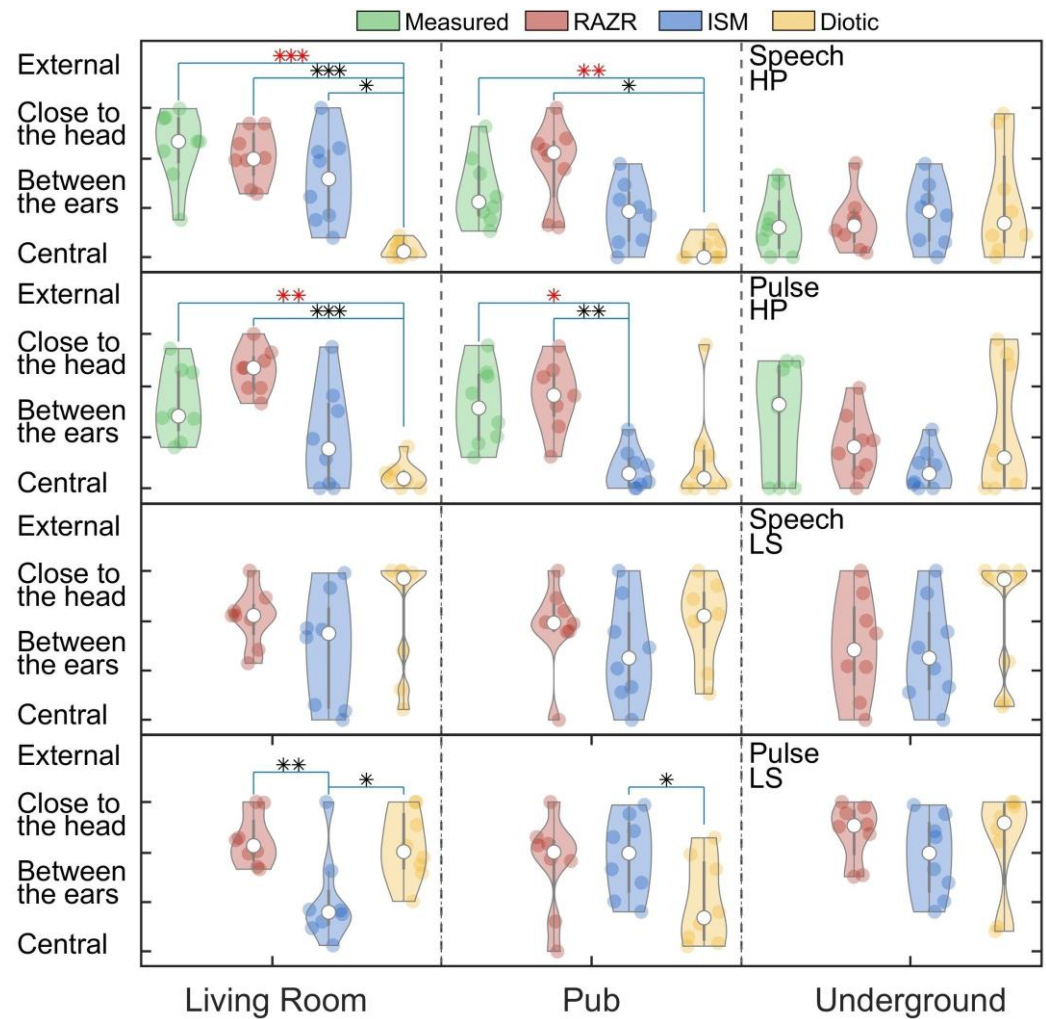 Measured RAZR ISM Diotic
External
Close to
the head
Between
the ears
Central
*** *** *
** *
Speech
HP
External
Close to
the head
Between
the ears
Central
** ***
* **
Pulse
HP
External
Close to
the head
Between
the ears
Central
Speech
LS
External
Close to
the head
Between
the ears
Central
** *
*
Pulse
LS
Living Room Pub Underground